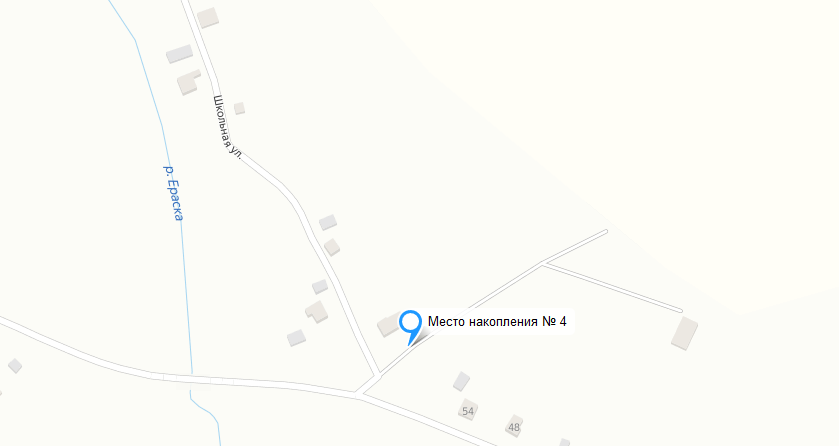 Школьная ул.
р. Ераска
Место накопления № 4
54
48